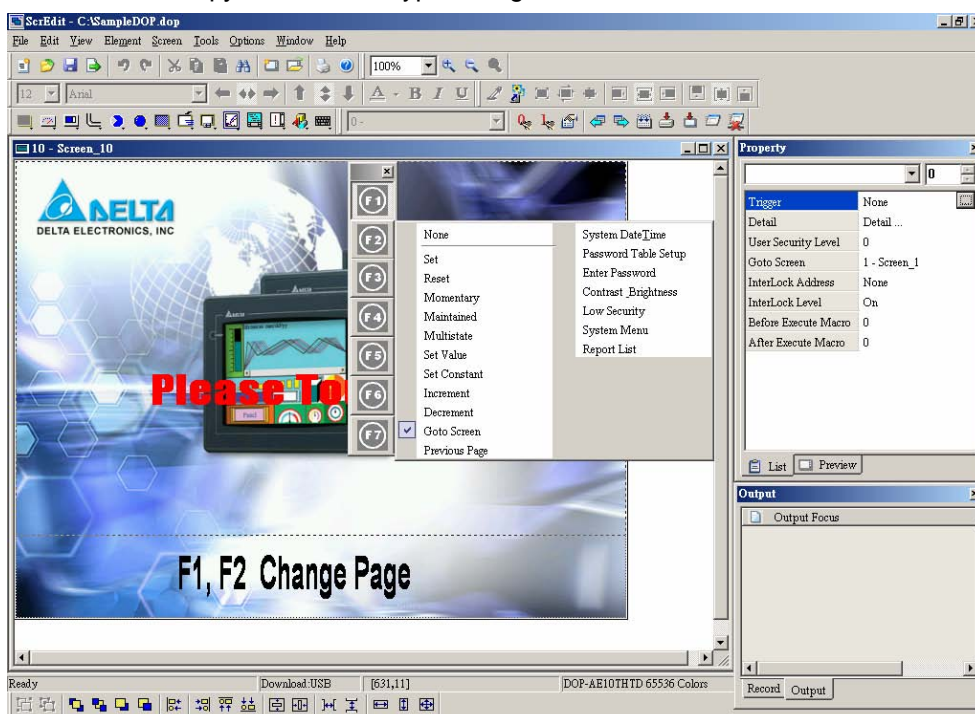 ScrEdit - C:\SampleDOP.dop
File Edit View Element Screen Tools Options Window Help
100%
12 Arial A B I U
0 -
10 - Screen_10
DELTA
DELTA ELECTRONICS, INC
Please To
F1, F2 Change Page
F1
F2
F3
F4
F5
F6
F7
None
Set
Reset
Momentary
Maintained
Multistate
Set Value
Set Constant
Increment
Decrement
Goto Screen
Previous Page
System DateTime
Password Table Setup
Enter Password
Contrast_Brightness
Low Security
System Menu
Report List
Property
0
Trigger None
Detail Detail ...
User Security Level 0
Goto Screen 1 - Screen_1
InterLock Address None
InterLock Level On
Before Execute Macro 0
After Execute Macro 0
List Preview
Output
Output Focus
Record Output
Ready Download:USB [631,11] DOP-AE10THTD 65536 Colors